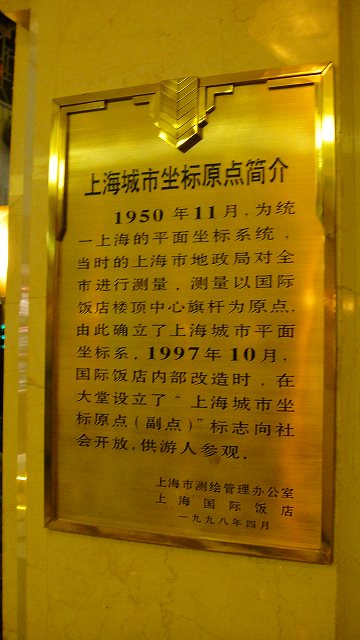 上海城市坐标原点简介
1950年11月，为统
一上海的平面坐标系统，
当时的上海市地政局对全
市进行测量，测量以国际
饭店楼顶中心旗杆为原点，
由此确立了上海城市平面
坐标系，1997年10月，
国际饭店内部改造时，在
大堂设立了“上海城市坐
标原点（副点）”标志向社
会开放，供游人参观．
上海市测绘管理办公室
上海国际饭店
一九九八年四月